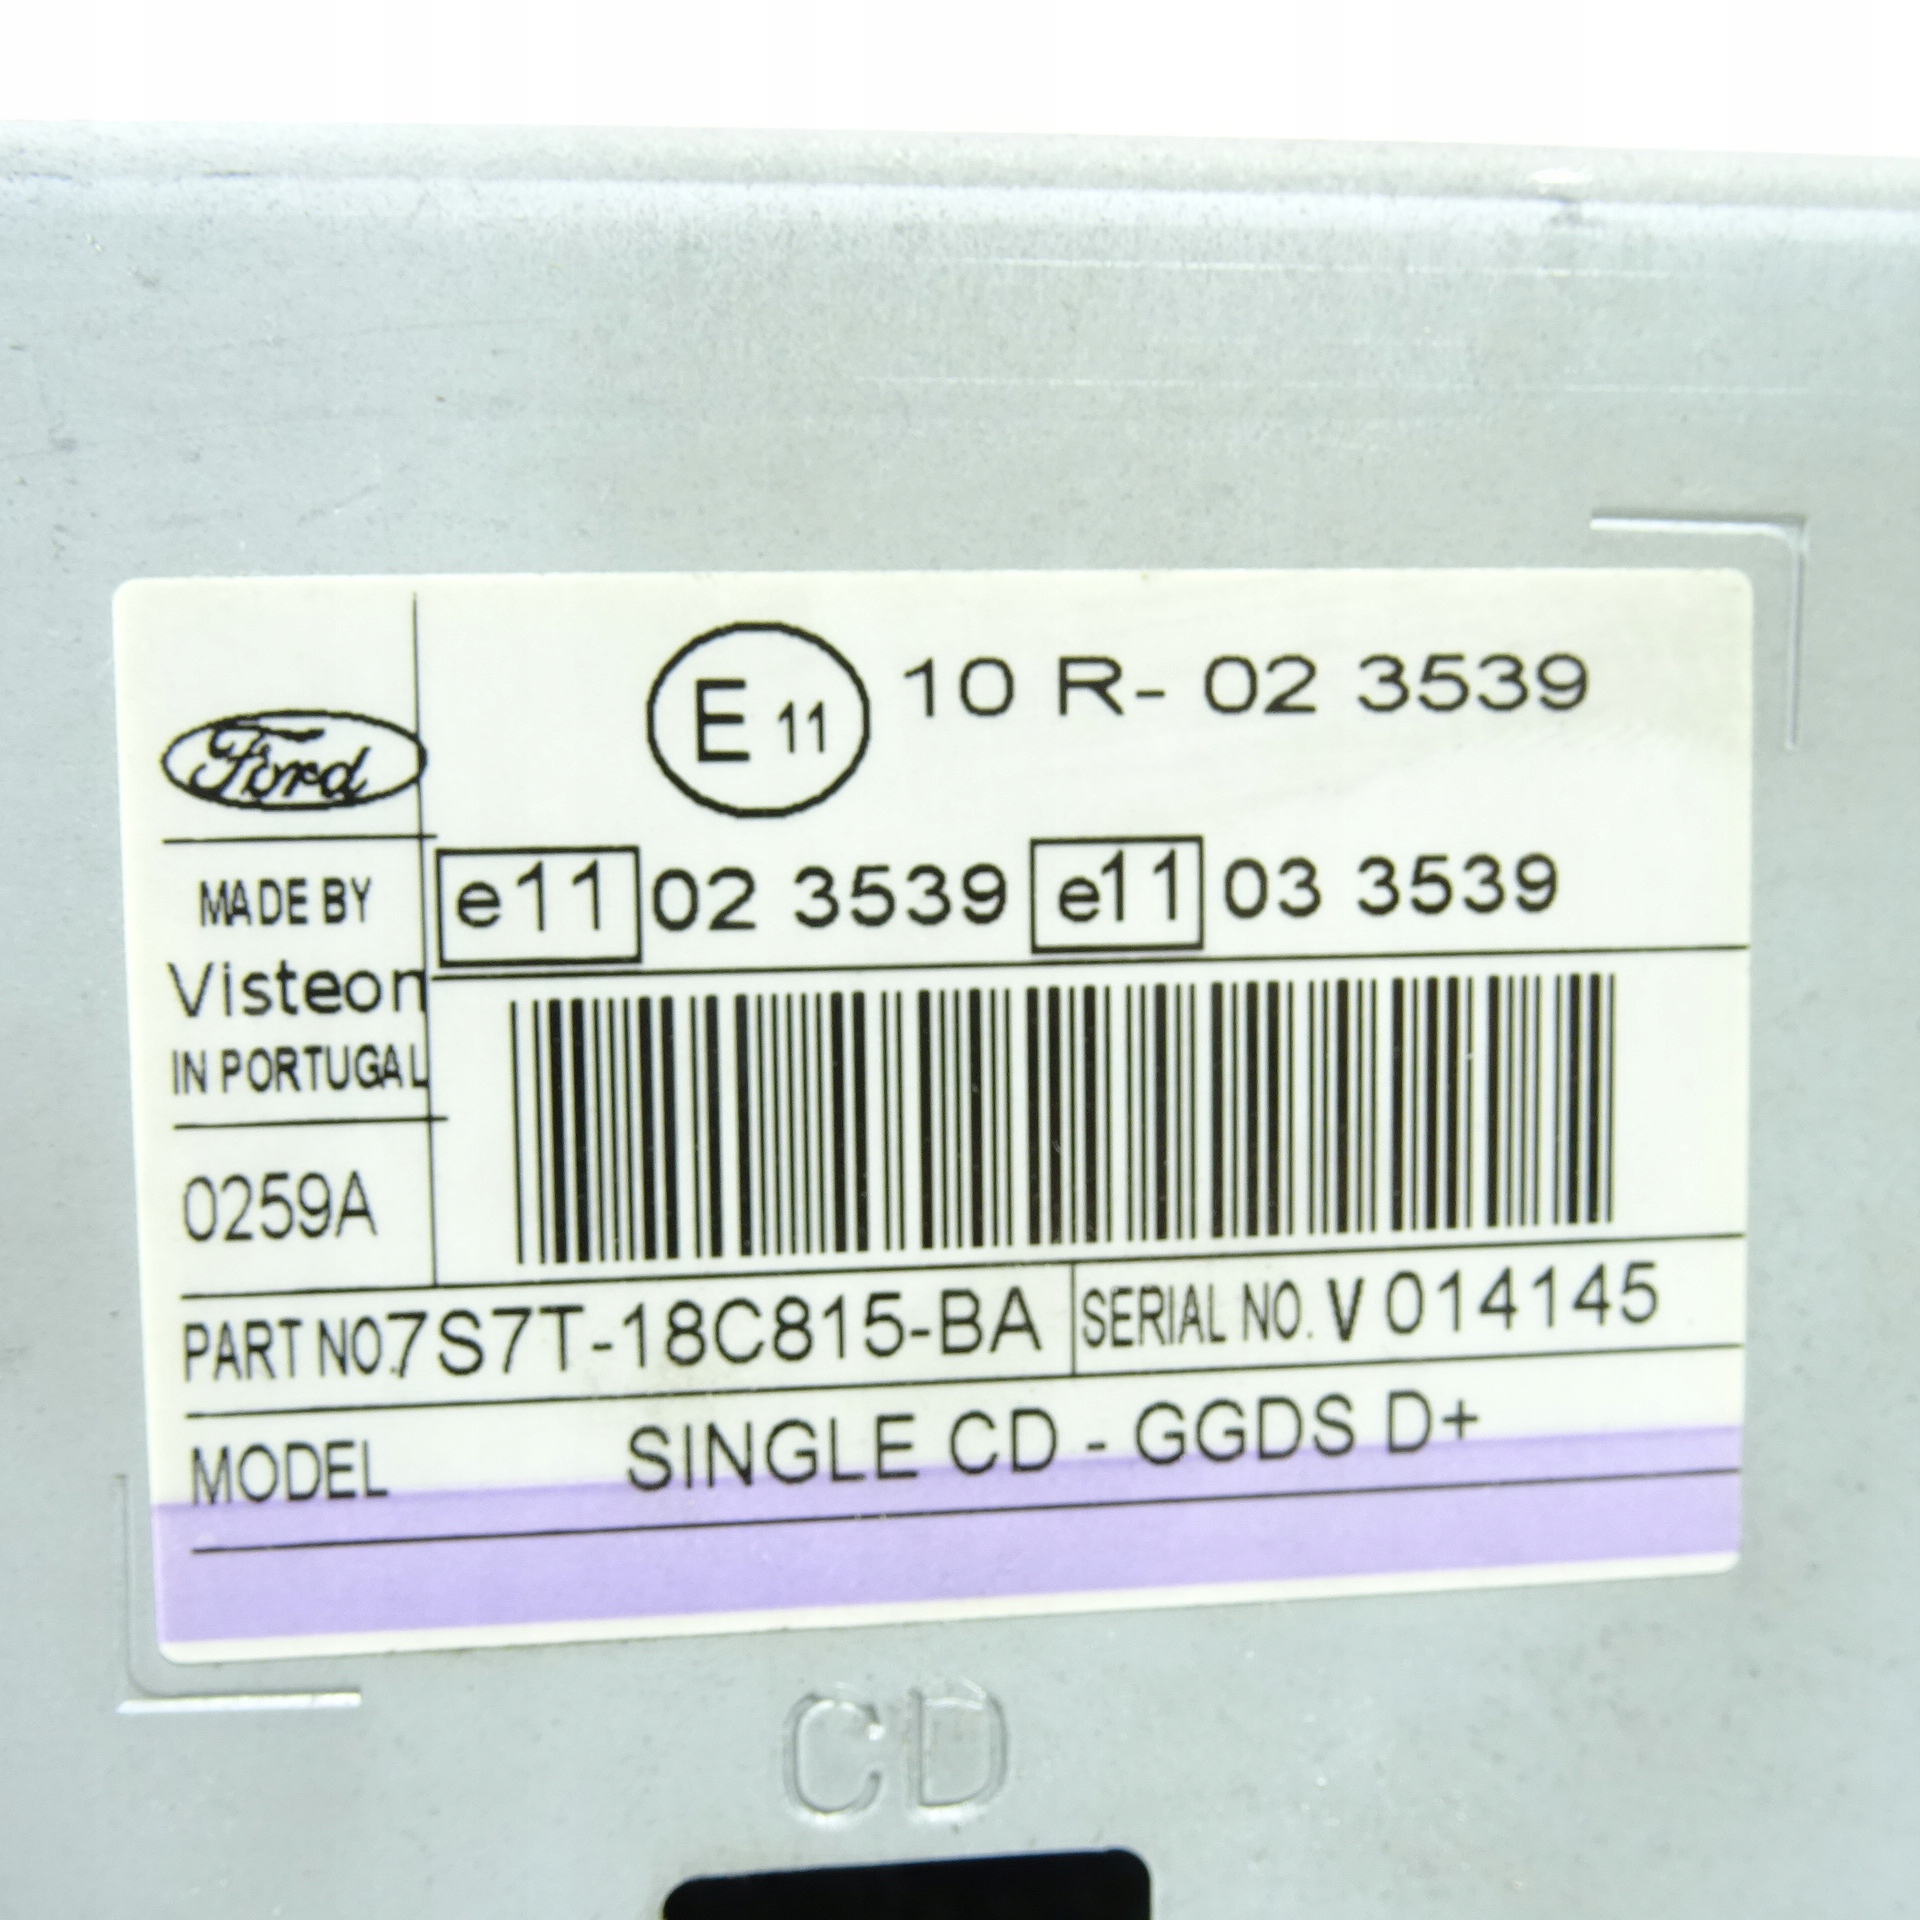 Ford
E 11 10 R- 02 3539
MADE BY
e11 02 3539 e11 03 3539
Visteon
IN PORTUGAL
0259A
PART NO. 7S7T-18C815-BA SERIAL NO. V 014145
MODEL SINGLE CD - GGDS D+
CD